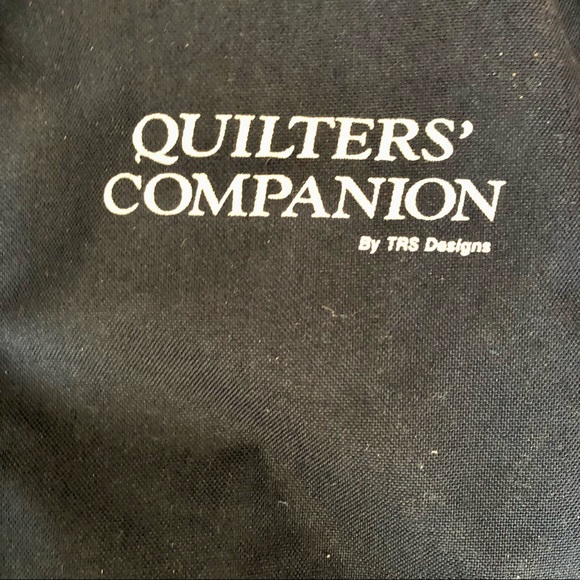 QUILTERS’
COMPANION
By TRS Designs